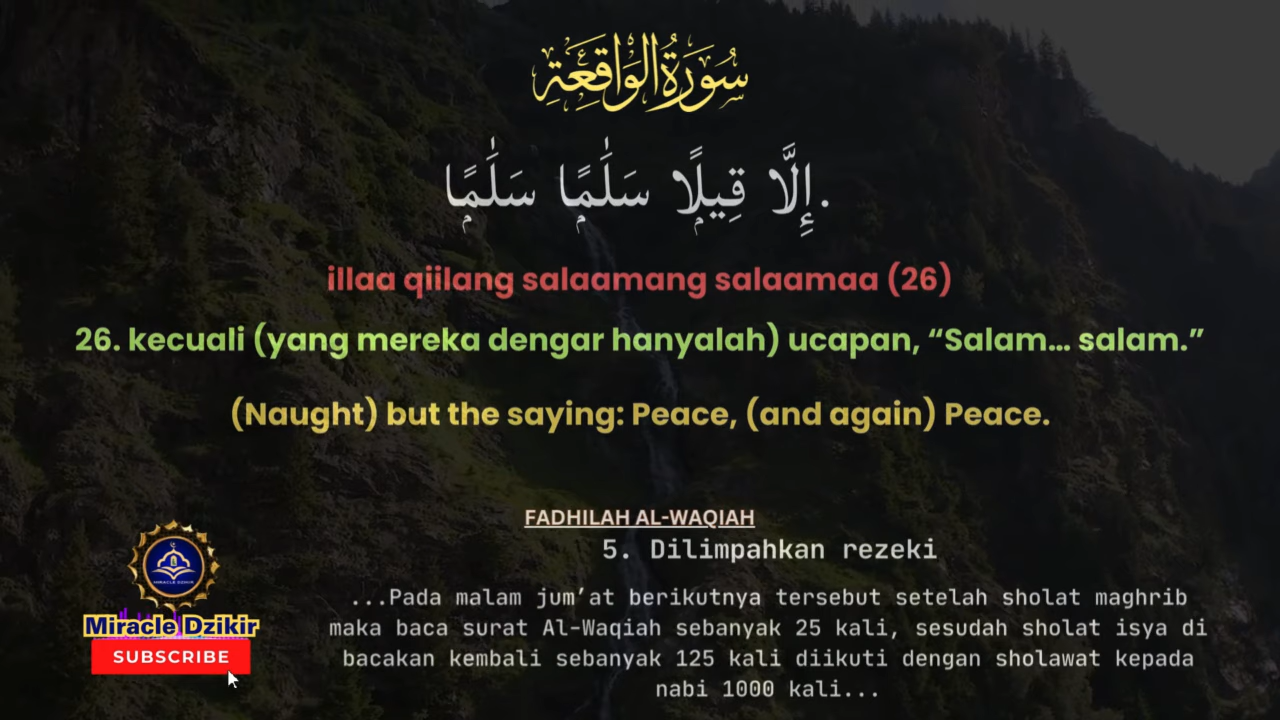 سُورَةُ الوَاقِعَةِ
إِلَّا قِيلًۭا سَلَـٰمًۭا سَلَـٰمًۭا.
illaa qiilang salaamang salaamaa (26)
26. kecuali (yang mereka dengar hanyalah) ucapan, “Salam... salam.”
(Naught) but the saying: Peace, (and again) Peace.
FADHILAH AL-WAQIAH
5. Dilimpahkan rezeki
...Pada malam jum’at berikutnya tersebut setelah sholat maghrib
maka baca surat Al-Waqiah sebanyak 25 kali, sesudah sholat isya di
bacakan kembali sebanyak 125 kali diikuti dengan sholawat kepada
nabi 1000 kali...
MIRACLE DZIKIR
Miracle Dzikir
SUBSCRIBE